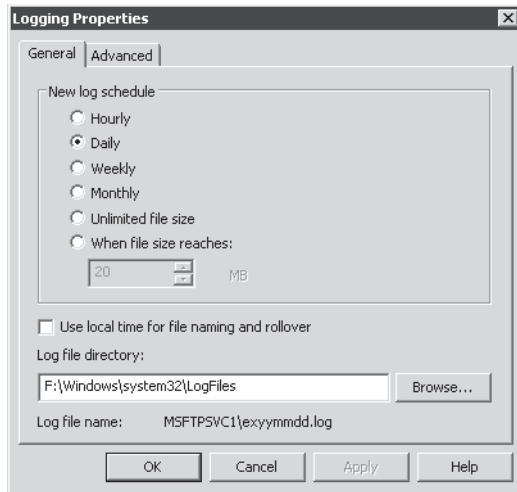 Logging Properties
General
Advanced
New log schedule
Hourly
Daily
Weekly
Monthly
Unlimited file size
When file size reaches:
20
MB
Use local time for file naming and rollover
Log file directory:
F:\Windows\system32\LogFiles
Browse...
Log file name: MSFTPSVC1\exyymmdd.log
OK
Cancel
Apply
Help